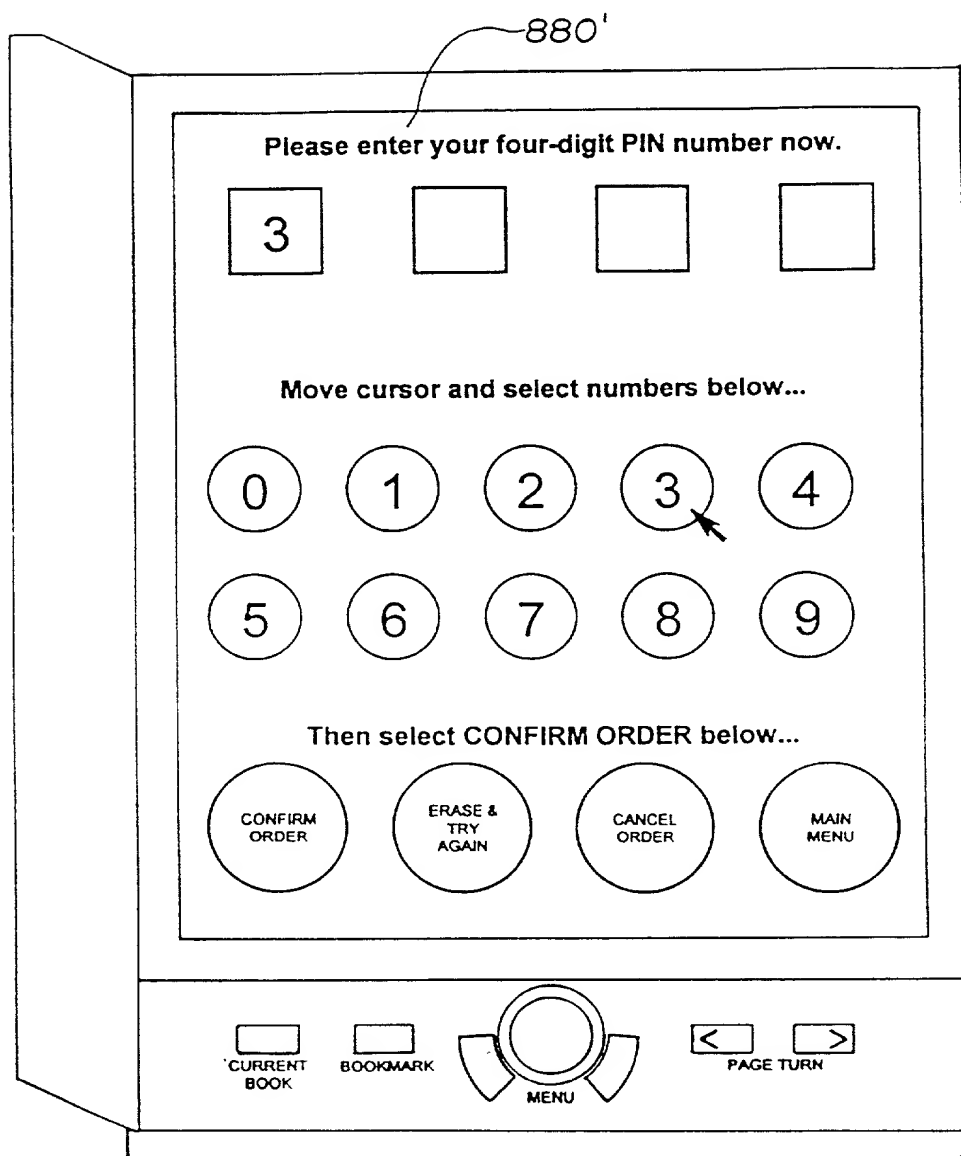 880'
Please enter your four-digit PIN number now.
3
Move cursor and select numbers below...
0 1 2 3 4
5 6 7 8 9
Then select CONFIRM ORDER below...
CONFIRM
ORDER
ERASE &
TRY
AGAIN
CANCEL
ORDER
MAIN
MENU
CURRENT
BOOK
BOOKMARK
MENU
< >
PAGE TURN